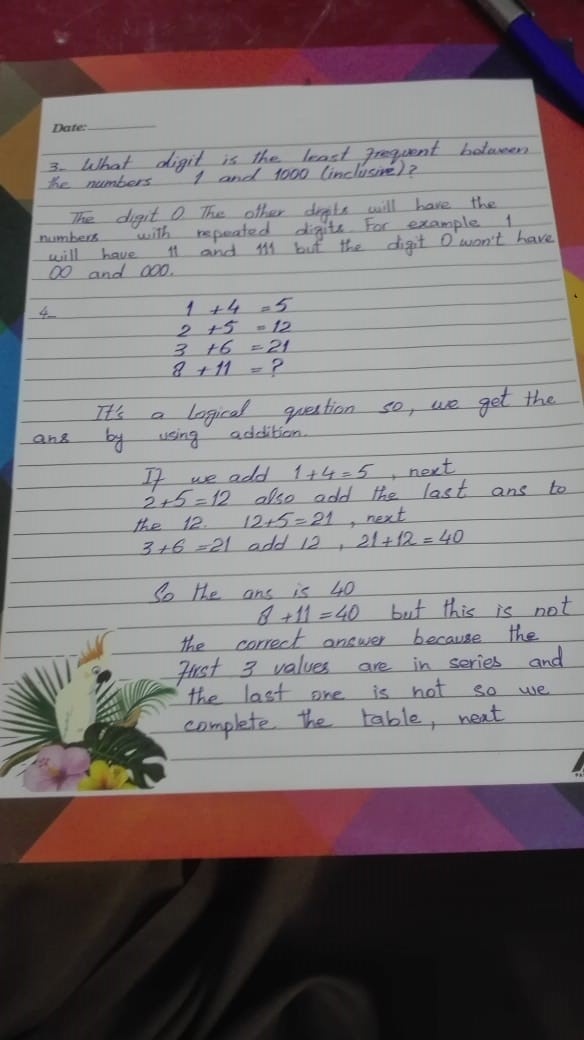 Date:
3- What digit is the least frequent between
the numbers 1 and 1000 (inclusive)?
The digit 0. The other digits will have the
numbers with repeated digits. For example 1
will have 11 and 111 but the digit 0 won't have
00 and 000.
4- 1 + 4 = 5
2 + 5 = 12
3 + 6 = 21
8 + 11 = ?
It's a logical question so, we get the
ans by using addition.
If we add 1+4=5, next
2+5=12 also add the last ans to
the 12. 12+5=21, next
3+6=21 add 12, 21+12=40
So the ans is 40
8+11=40 but this is not
the correct answer because the
first 3 values are in series and
the last one is not so we
complete the table, next